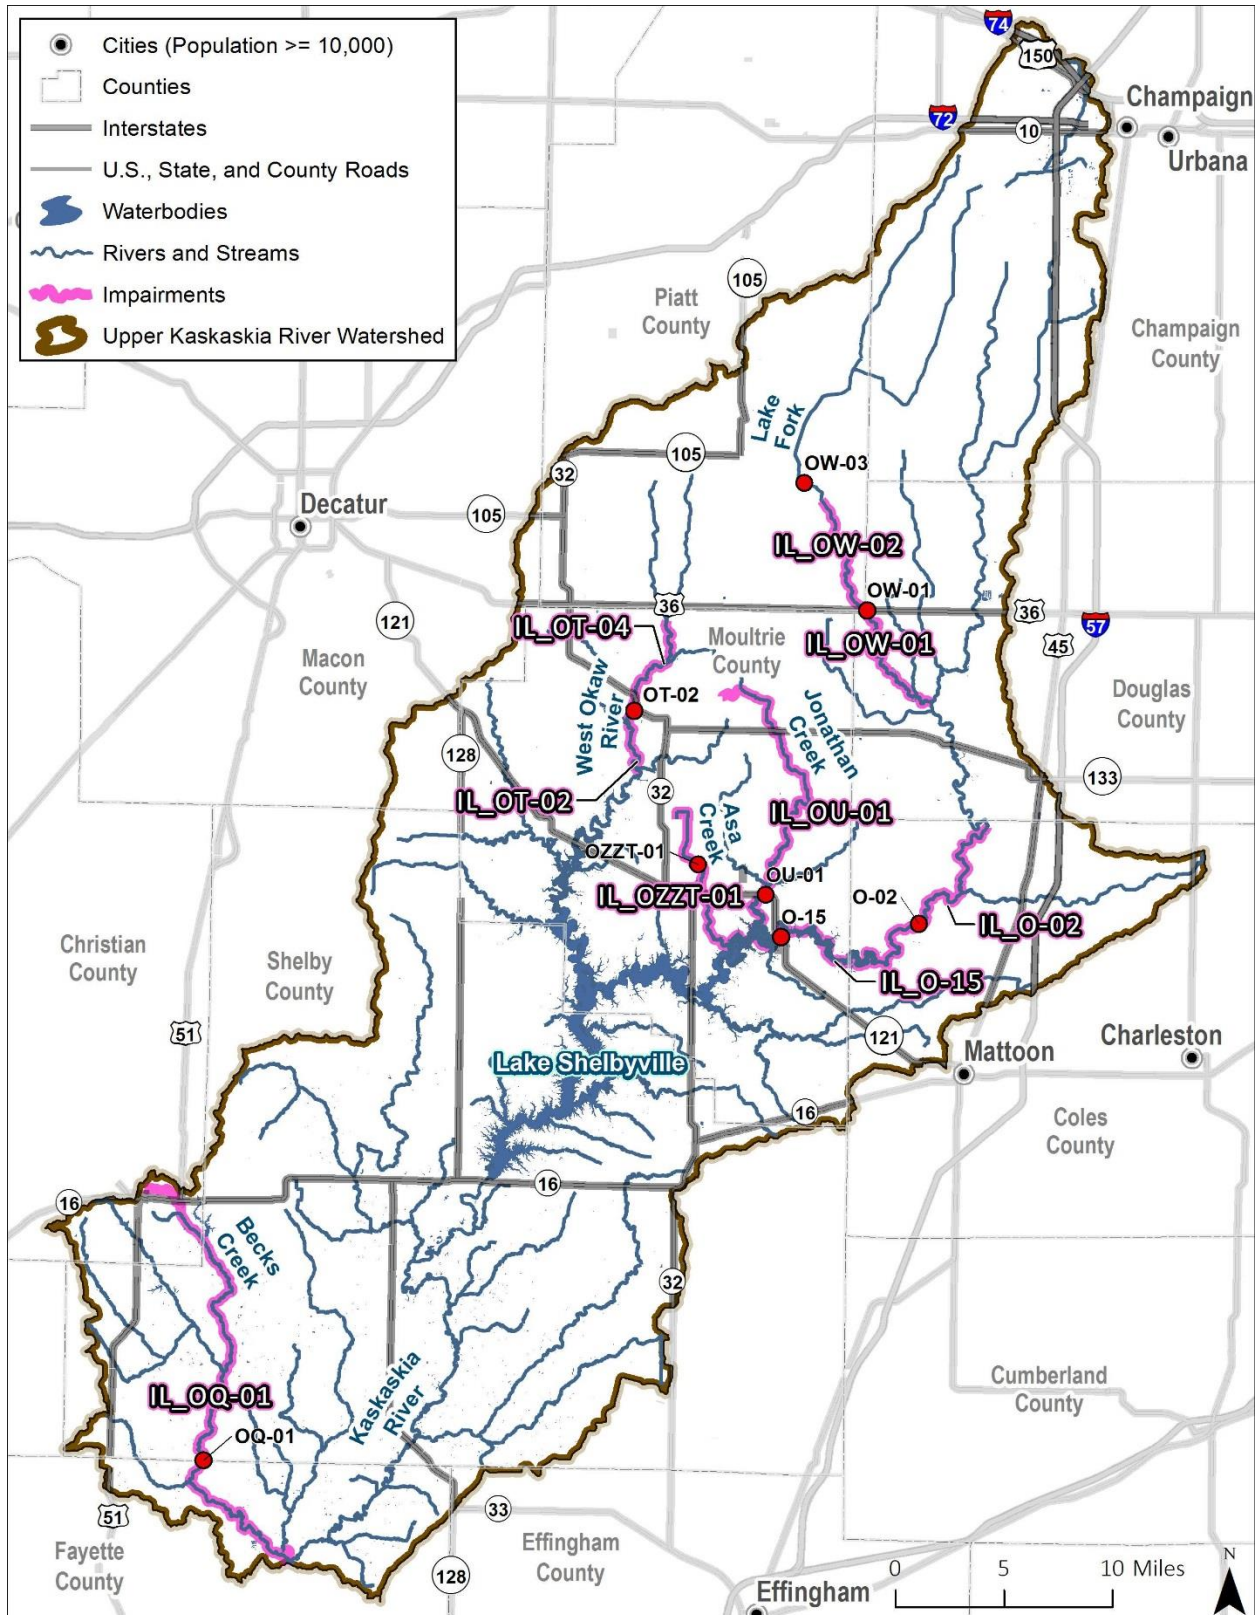 Cities (Population >= 10,000)
Counties
Interstates
U.S., State, and County Roads
Waterbodies
Rivers and Streams
Impairments
Upper Kaskaskia River Watershed
74
150
Champaign
72
10
Urbana
105
Piatt
County
Champaign
County
Lake
Fork
105
OW-03
32
Decatur
105
IL_OW-02
OW-01
36
36
121
IL_OT-04
57
Moultrie
County
IL_OW-01
45
Macon
County
OT-02
Douglas
County
West Okaw
River
Jonathan
Creek
128
133
32
IL_OT-02
Asa
Creek
IL_OU-01
OZZT-01
OU-01
IL_OZZT-01
O-02
O-15
IL_O-02
Christian
County
Shelby
County
IL_O-15
51
121
Charleston
Mattoon
Lake Shelbyville
16
Coles
County
16
16
Becks
Creek
32
Kaskaskia
River
IL_OQ-01
Cumberland
County
OQ-01
51
33
Fayette
County
Effingham
County
128
0 5 10 Miles
N
Effingham